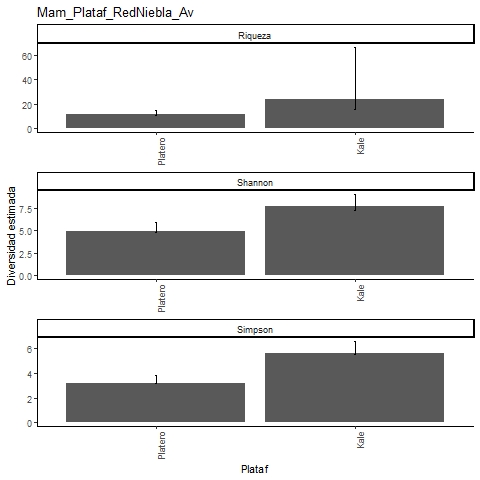 Mam_Plataf_RedNiebla_Av
Riqueza
60
40
20
0
Platero
Kale
Shannon
7.5
5.0
2.5
0.0
Platero
Kale
Simpson
6
4
2
0
Platero
Kale
Diversidad estimada
Plataf